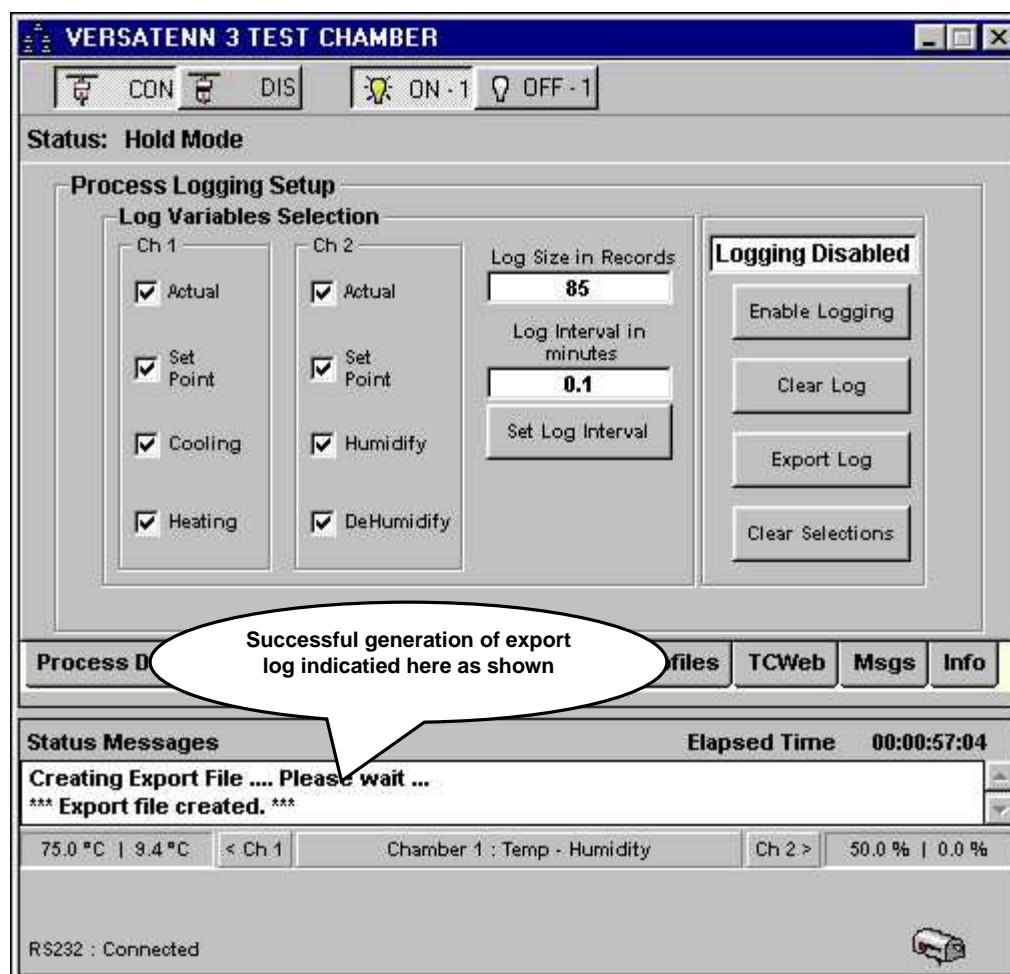 VERSATENN 3 TEST CHAMBER
CON DIS ON - 1 OFF - 1
Status: Hold Mode
Process Logging Setup
Log Variables Selection
Ch 1
Actual
Set
Point
Cooling
Heating
Ch 2
Actual
Set
Point
Humidify
DeHumidify
Log Size in Records
85
Log Interval in
minutes
0.1
Set Log Interval
Logging Disabled
Enable Logging
Clear Log
Export Log
Clear Selections
Successful generation of export
log indicatied here as shown
Process D files TCWeb Msgs Info
Status Messages Elapsed Time 00:00:57:04
Creating Export File .... Please wait ...
*** Export file created. ***
75.0 °C | 9.4 °C < Ch 1 Chamber 1 : Temp - Humidity Ch 2 > 50.0 % | 0.0 %
RS232 : Connected